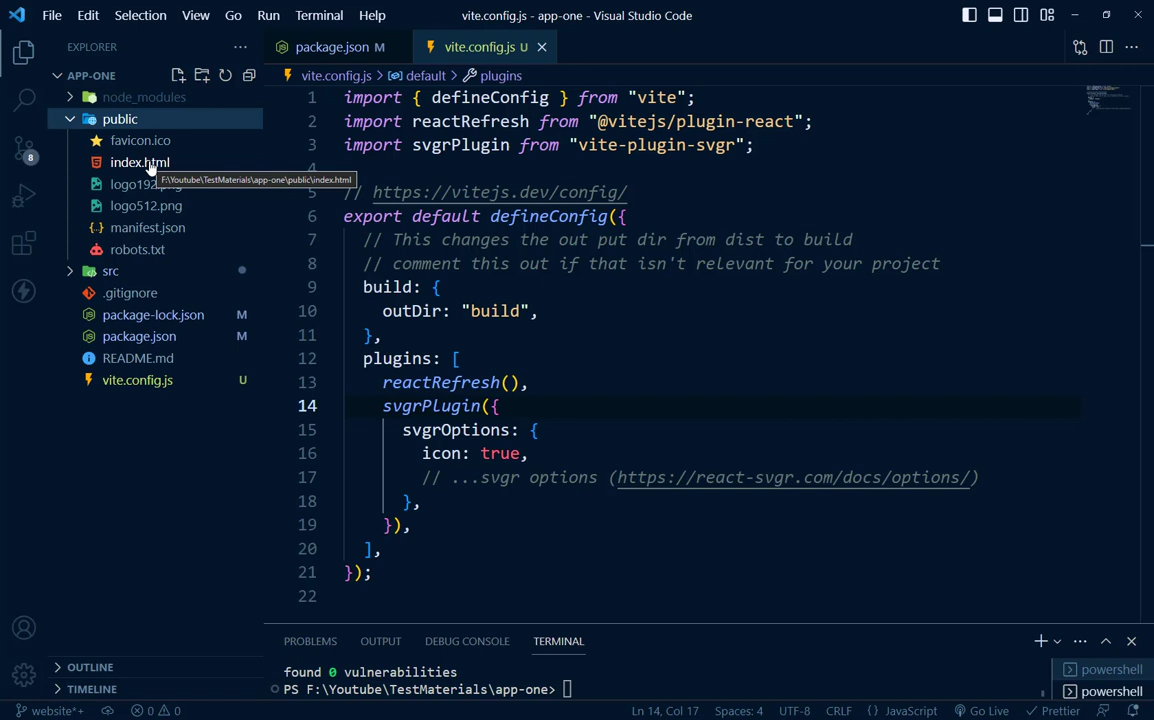 File Edit Selection View Go Run Terminal Help vite.config.js - app-one - Visual Studio Code
EXPLORER
APP-ONE
node_modules
public
favicon.ico
index.html
F:\Youtube\TestMaterials\app-one\public\index.html
logo192.png
logo512.png
manifest.json
robots.txt
src
.gitignore
package-lock.json M
package.json M
README.md
vite.config.js U
OUTLINE
TIMELINE
8
package.json M vite.config.js U
vite.config.js > default > plugins
1 import { defineConfig } from "vite";
2 import reactRefresh from "@vitejs/plugin-react";
3 import svgrPlugin from "vite-plugin-svgr";
4
5 // https://vitejs.dev/config/
6 export default defineConfig({
7 // This changes the out put dir from dist to build
8 // comment this out if that isn't relevant for your project
9 build: {
10 outDir: "build",
11 },
12 plugins: [
13 reactRefresh(),
14 svgrPlugin({
15 svgrOptions: {
16 icon: true,
17 // ...svgr options (https://react-svgr.com/docs/options/)
18 },
19 }),
20 ],
21 });
22
PROBLEMS OUTPUT DEBUG CONSOLE TERMINAL
found 0 vulnerabilities
PS F:\Youtube\TestMaterials\app-one>
powershell
powershell
website*+ 0 0 Ln 14, Col 17 Spaces: 4 UTF-8 CRLF {} JavaScript Go Live Prettier